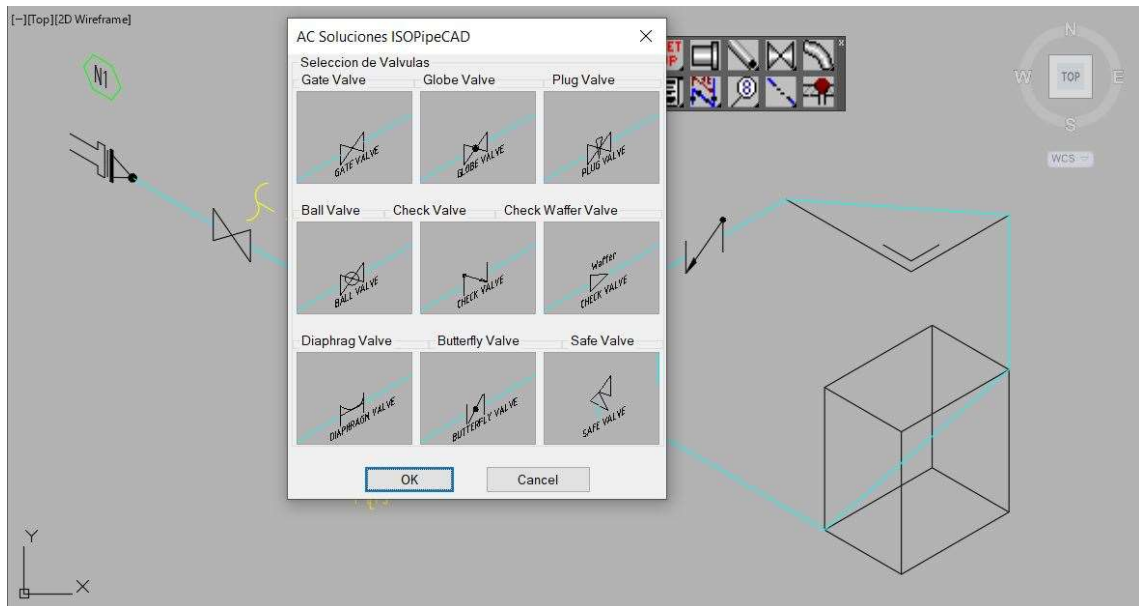 [−][Top][2D Wireframe]
N1
AC Soluciones ISOPipeCAD
Seleccion de Valvulas
Gate Valve Globe Valve Plug Valve
GATE VALVE GLOBE VALVE PLUG VALVE
Ball Valve Check Valve Check Waffer Valve
Waffer
BALL VALVE CHECK VALVE CHECK VALVE
Diaphrag Valve Butterfly Valve Safe Valve
DIAPHRAGM VALVE BUTTERFLY VALVE SAFE VALVE
OK Cancel
8
N
W TOP E
S
WCS
Y
X